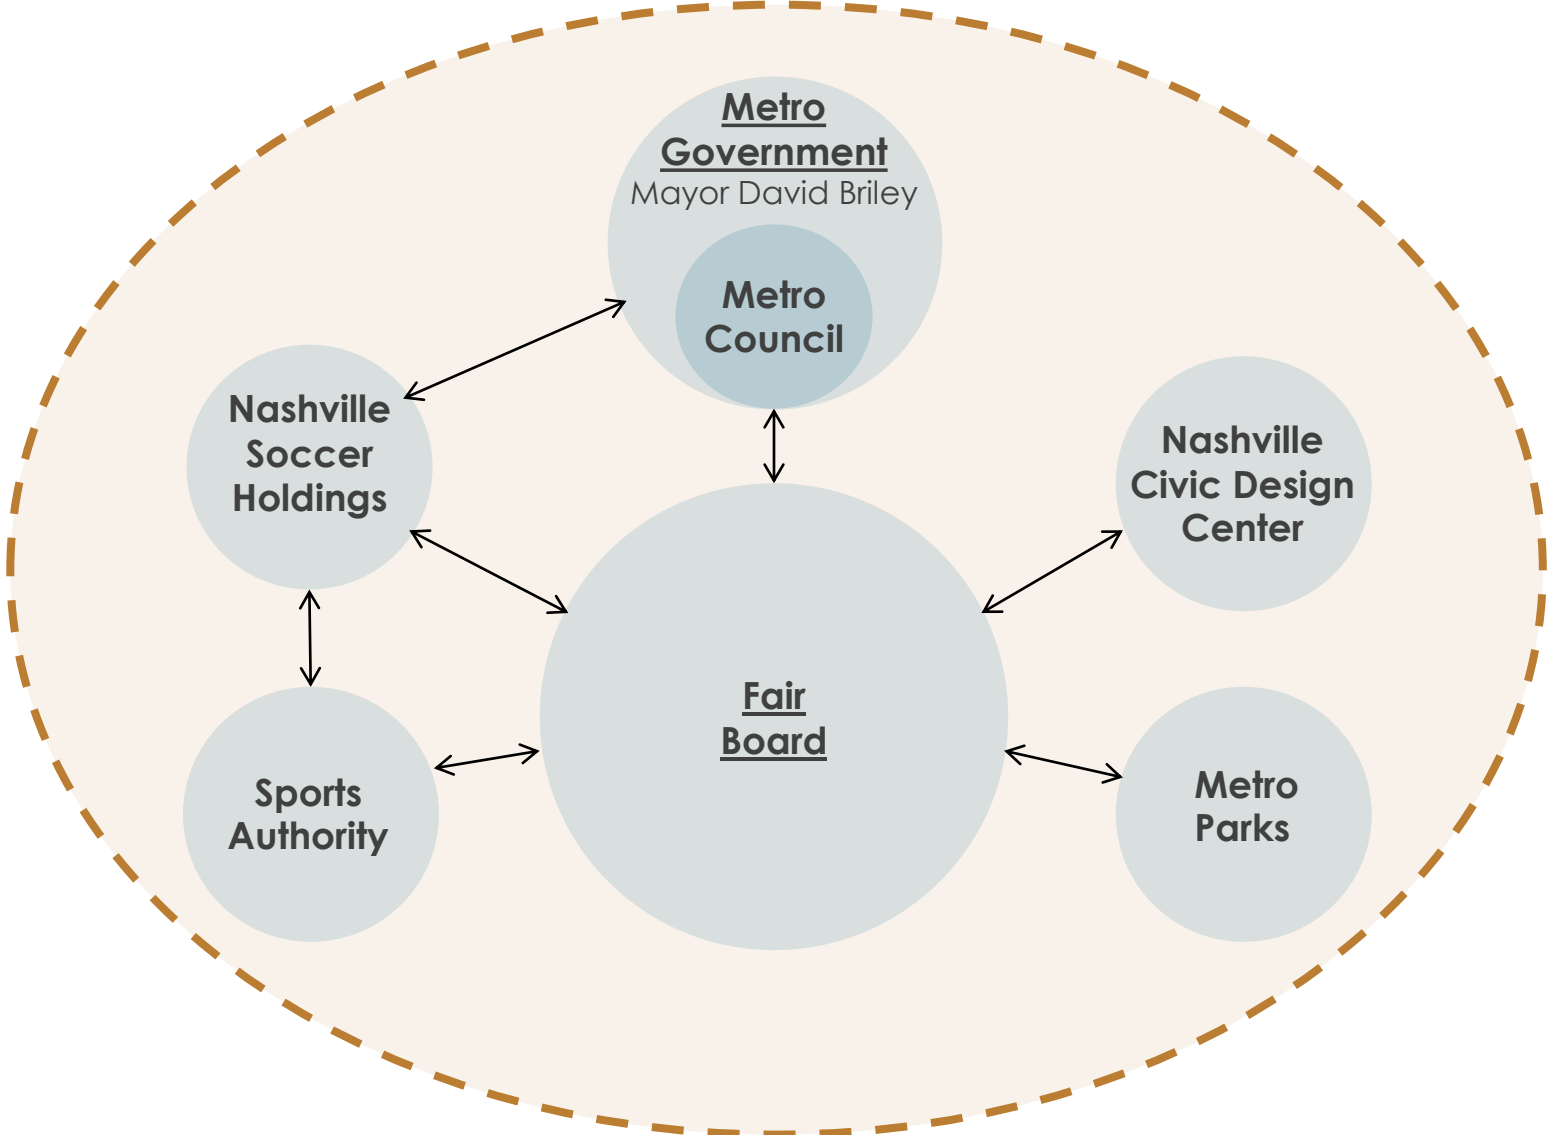 Metro
Government
Mayor David Briley
Metro
Council
Nashville
Soccer
Holdings
Nashville
Civic Design
Center
Fair
Board
Sports
Authority
Metro
Parks